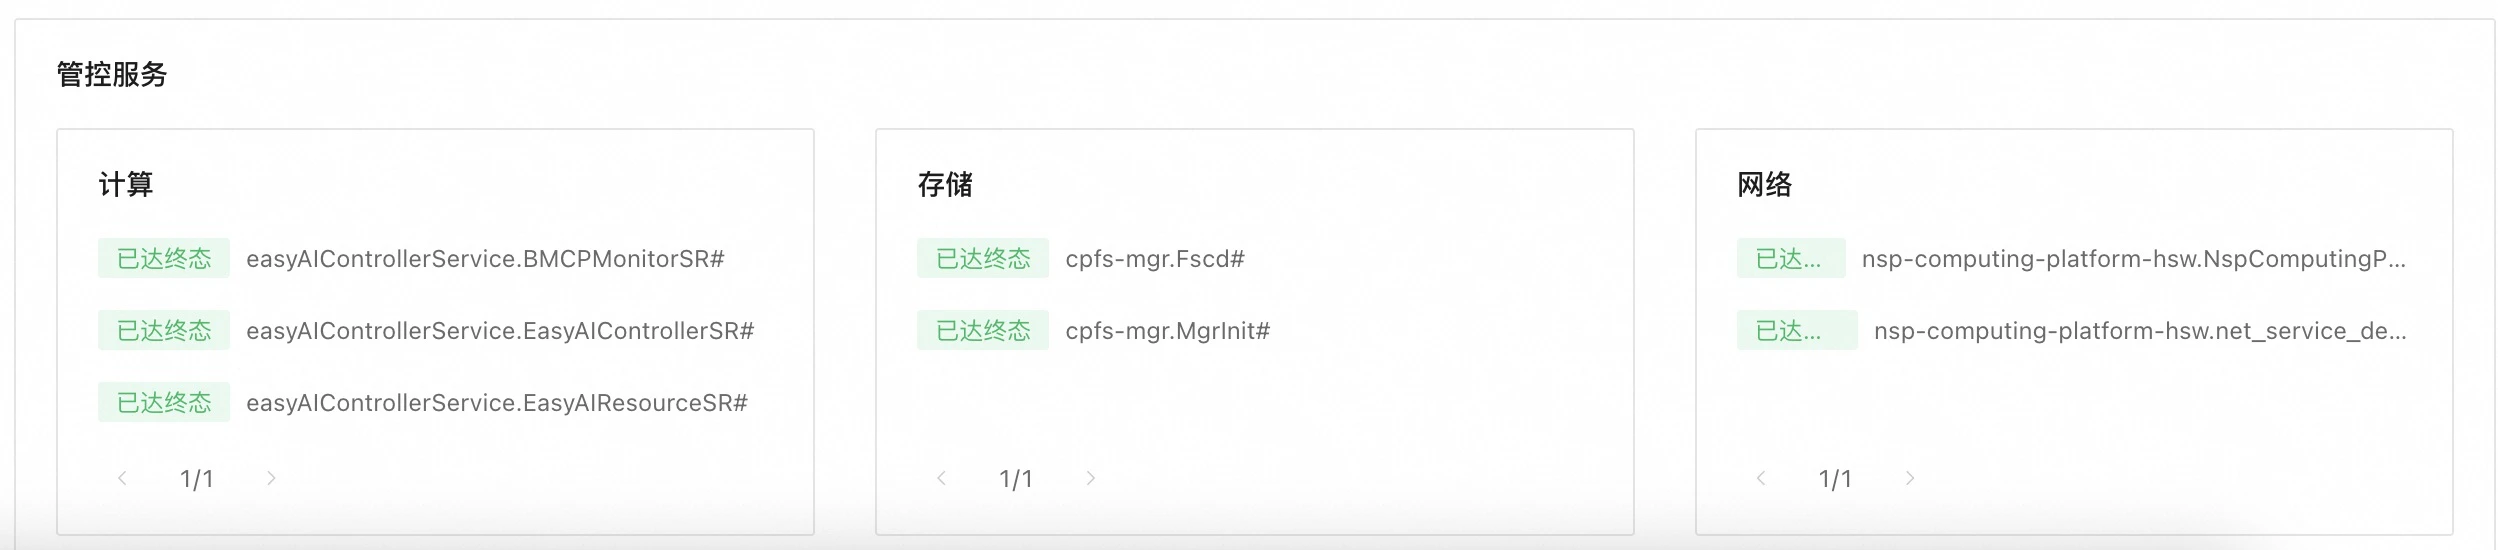 管控服务
计算
已达终态 easyAIControllerService.BMCPMonitorSR#
已达终态 easyAIControllerService.EasyAIControllerSR#
已达终态 easyAIControllerService.EasyAIResourceSR#
1/1
存储
已达终态 cpfs-mgr.Fscd#
已达终态 cpfs-mgr.MgrInit#
1/1
网络
已达... nsp-computing-platform-hsw.NspComputingP...
已达... nsp-computing-platform-hsw.net_service_de...
1/1